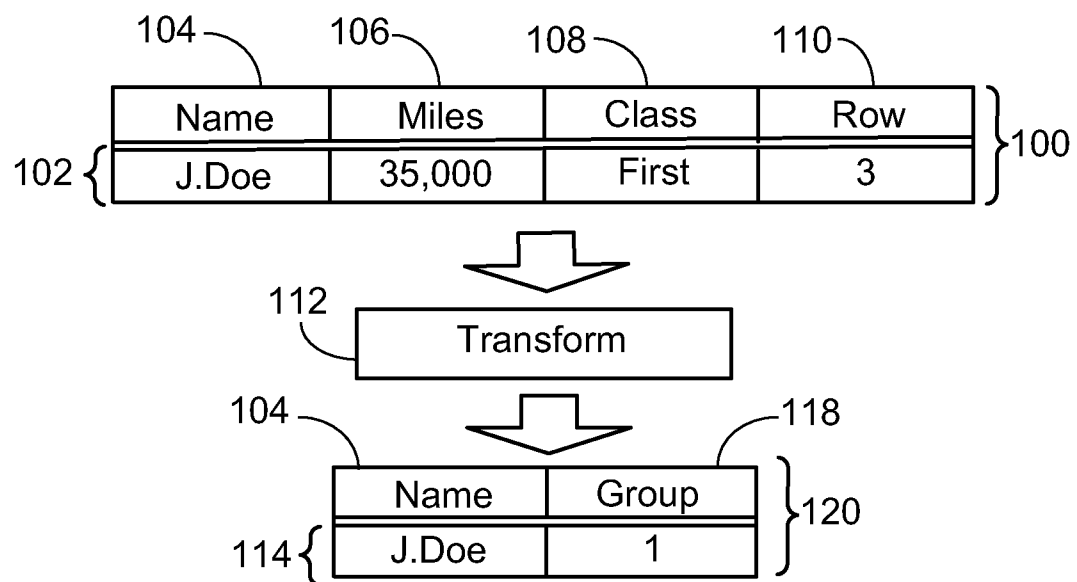 104 106 108 110
Name Miles Class Row
100
102 J.Doe 35,000 First 3
112
Transform
104 118
Name Group
120
114 J.Doe 1